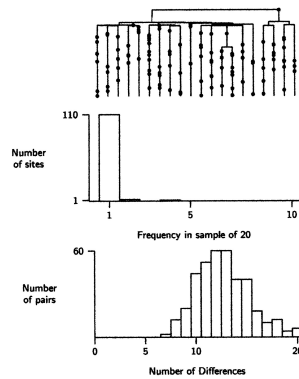 110
Number
of sites
1
1
5
10
Frequency in sample of 20
60
Number
of pairs
0
5
10
20
Number of Differences